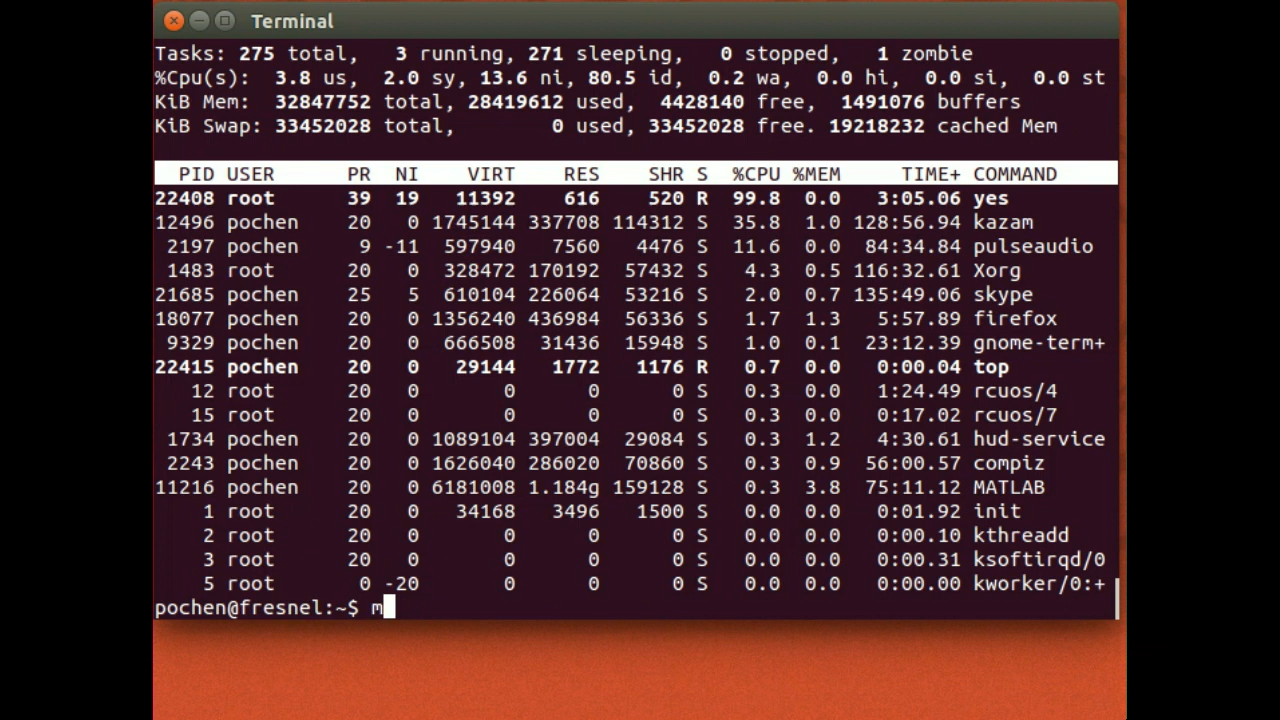 Terminal
Tasks: 275 total,   3 running, 271 sleeping,   0 stopped,   1 zombie
%Cpu(s):  3.8 us,  2.0 sy, 13.6 ni, 80.5 id,  0.2 wa,  0.0 hi,  0.0 si,  0.0 st
KiB Mem:  32847752 total, 28419612 used,  4428140 free,  1491076 buffers
KiB Swap: 33452028 total,        0 used, 33452028 free. 19218232 cached Mem
  PID USER      PR  NI    VIRT    RES    SHR S  %CPU %MEM     TIME+ COMMAND
22408 root      39  19   11392    616    520 R  99.8  0.0   3:05.06 yes
12496 pochen    20   0 1745144 337708 114312 S  35.8  1.0 128:56.94 kazam
 2197 pochen     9 -11  597940   7560   4476 S  11.6  0.0  84:34.84 pulseaudio
 1483 root      20   0  328472 170192  57432 S   4.3  0.5 116:32.61 Xorg
21685 pochen    25   5  610104 226064  53216 S   2.0  0.7 135:49.06 skype
18077 pochen    20   0 1356240 436984  56336 S   1.7  1.3   5:57.89 firefox
 9329 pochen    20   0  666508  31436  15948 S   1.0  0.1  23:12.39 gnome-term+
22415 pochen    20   0   29144   1772   1176 R   0.7  0.0   0:00.04 top
   12 root      20   0       0      0      0 S   0.3  0.0   1:24.49 rcuos/4
   15 root      20   0       0      0      0 S   0.3  0.0   0:17.02 rcuos/7
 1734 pochen    20   0 1089104 397004  29084 S   0.3  1.2   4:30.61 hud-service
 2243 pochen    20   0 1626040 286020  70860 S   0.3  0.9  56:00.57 compiz
11216 pochen    20   0 6181008 1.184g 159128 S   0.3  3.8  75:11.12 MATLAB
    1 root      20   0   34168   3496   1500 S   0.0  0.0   0:01.92 init
    2 root      20   0       0      0      0 S   0.0  0.0   0:00.10 kthreadd
    3 root      20   0       0      0      0 S   0.0  0.0   0:00.31 ksoftirqd/0
    5 root       0 -20       0      0      0 S   0.0  0.0   0:00.00 kworker/0:+
pochen@fresnel:~$ m